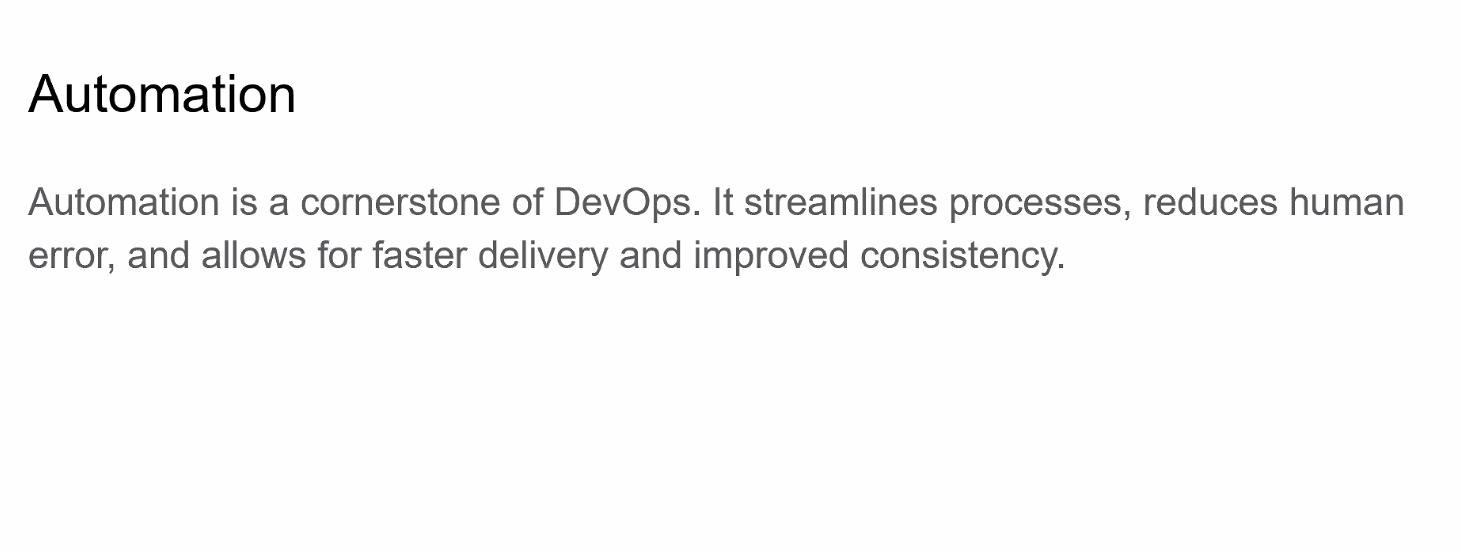 Automation
Automation is a cornerstone of DevOps. It streamlines processes, reduces human
error, and allows for faster delivery and improved consistency.